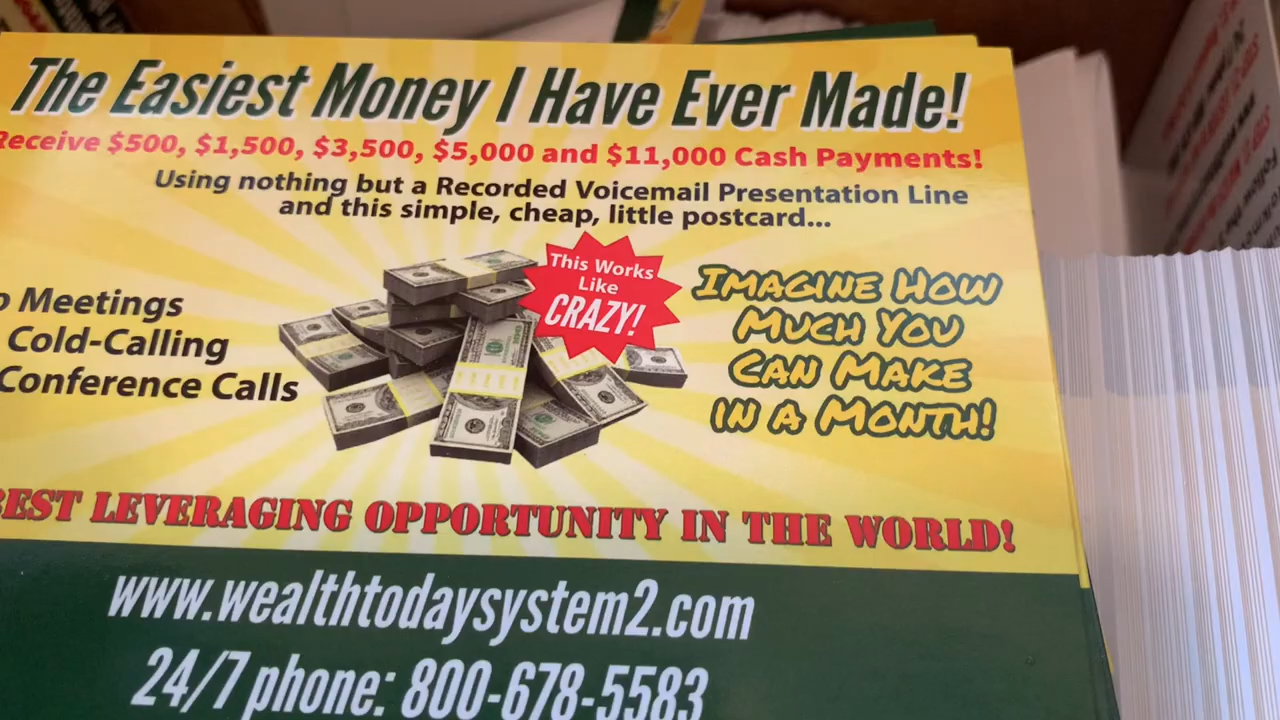 The Easiest Money I Have Ever Made!
Receive $500, $1,500, $3,500, $5,000 and $11,000 Cash Payments!
Using nothing but a Recorded Voicemail Presentation Line
and this simple, cheap, little postcard...
This Works
Like
CRAZY!
Meetings
Cold-Calling
Conference Calls
IMAGINE HOW
MUCH YOU
CAN MAKE
IN A MONTH!
BEST LEVERAGING OPPORTUNITY IN THE WORLD!
www.wealthtodaysystem2.com
24/7 phone: 800-678-5583